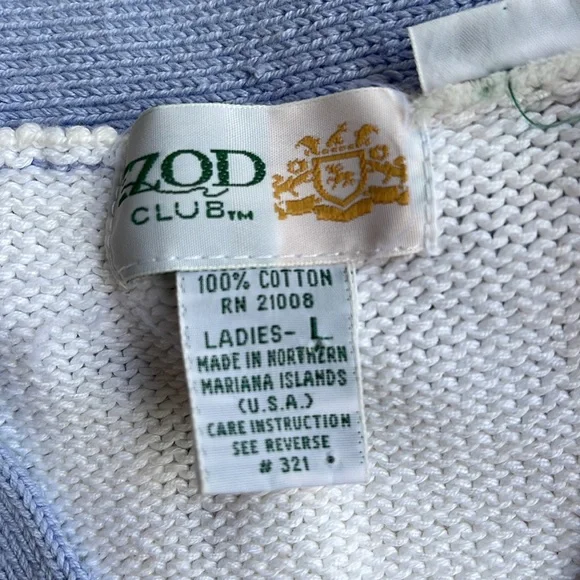 IZOD
CLUB™
100% COTTON
RN 21008
LADIES- L
MADE IN NORTHERN
MARIANA ISLANDS
(U.S.A.)
CARE INSTRUCTION
SEE REVERSE
# 321